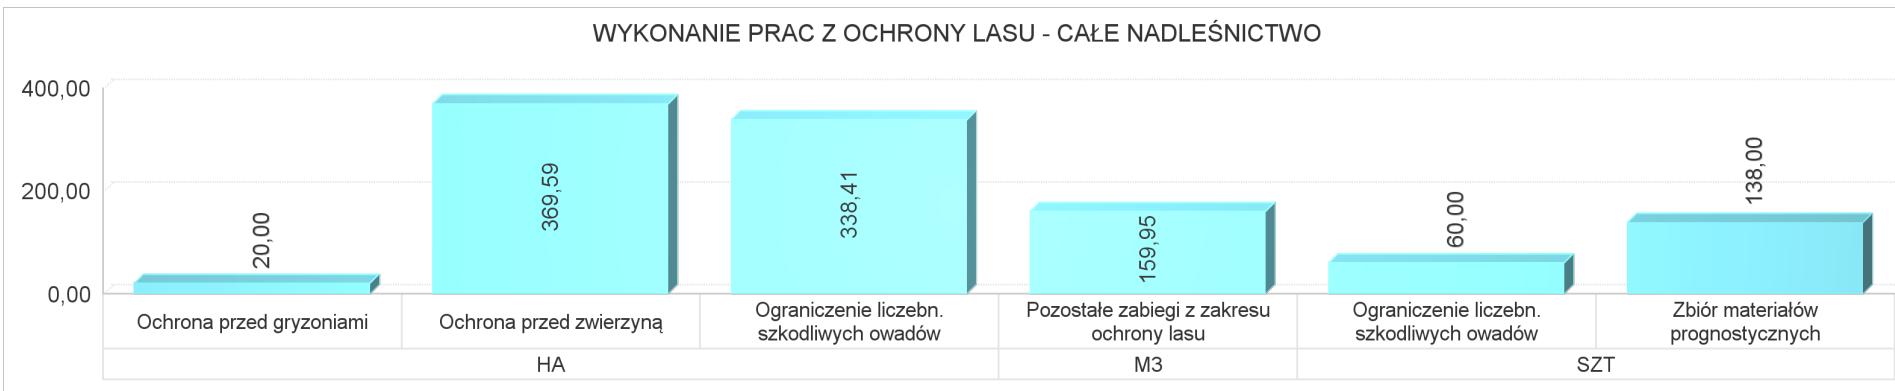 WYKONANIE PRAC Z OCHRONY LASU - CAŁE NADLEŚNICTWO
400,00
200,00
0,00
20,00
369,59
338,41
159,95
60,00
138,00
Ochrona przed gryzoniami
Ochrona przed zwierzyną
Ograniczenie liczebn.
szkodliwych owadów
Pozostałe zabiegi z zakresu
ochrony lasu
Ograniczenie liczebn.
szkodliwych owadów
Zbiór materiałów
prognostycznych
HA
M3
SZT